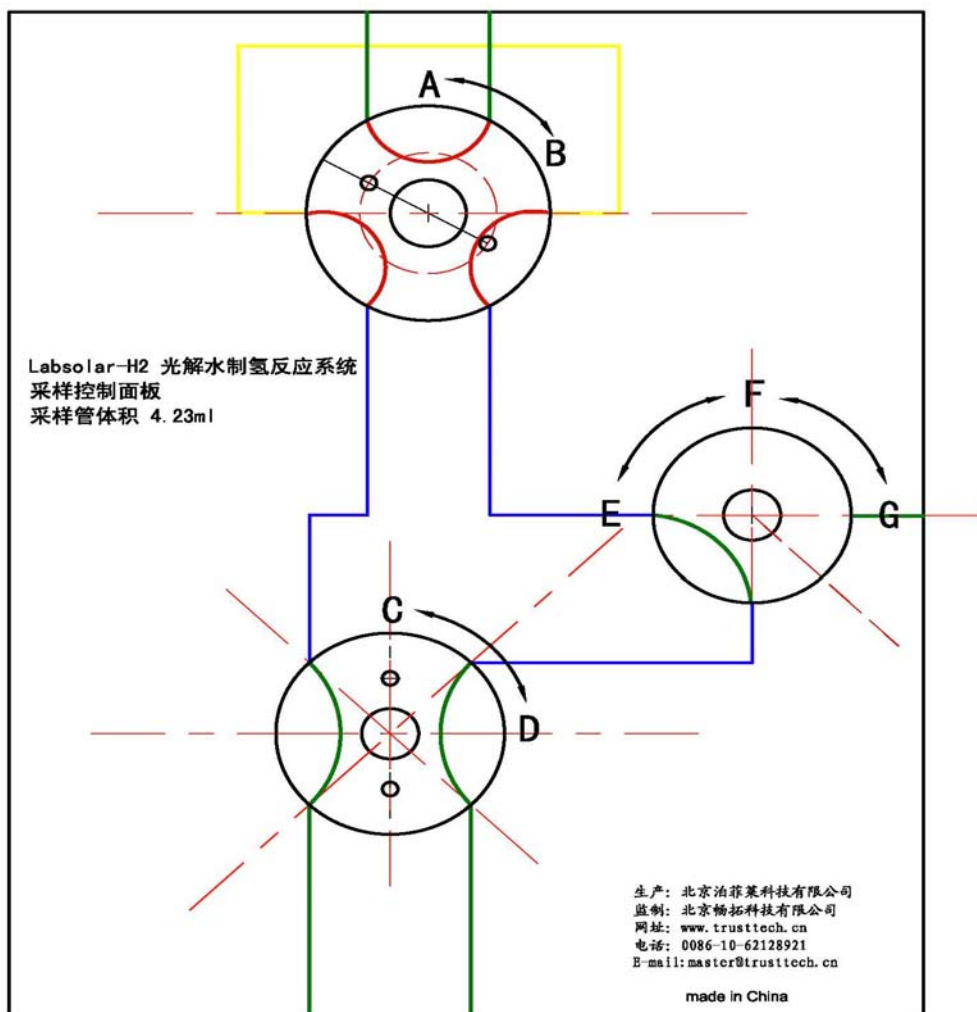 A
B
Labsolar-H2 光解水制氢反应系统
采样控制面板
采样管体积 4.23ml
F
E
G
C
D
生产: 北京泊菲莱科技有限公司
监制: 北京畅拓科技有限公司
网址: www.trusttech.cn
电话: 0086-10-62128921
E-mail:master@trusttech.cn
made in China